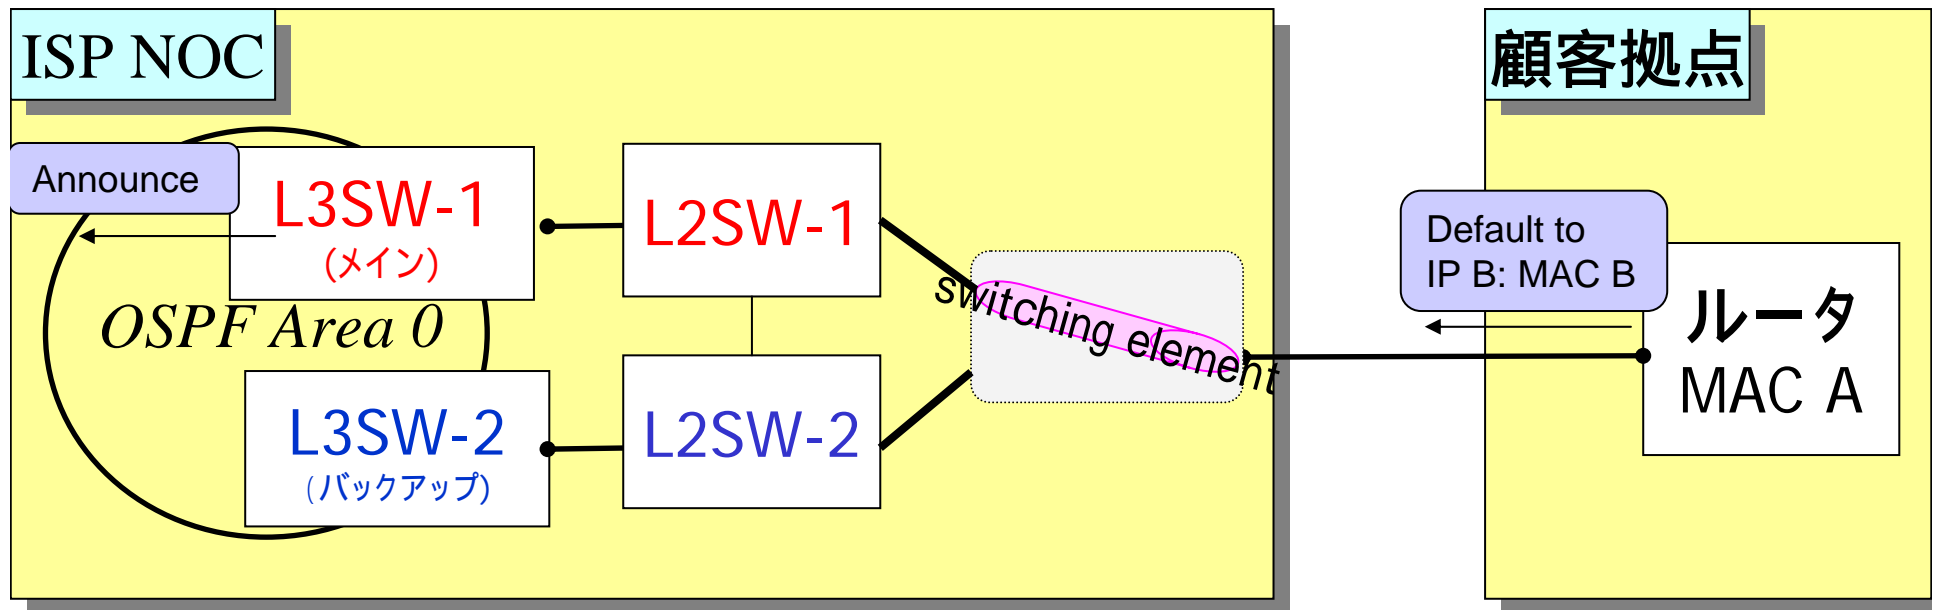 ISP NOC
顧客拠点
Announce
L3SW-1
(メイン)
L2SW-1
switching element
Default to
IP B: MAC B
OSPF Area 0
ルータ
MAC A
L3SW-2
(バックアップ)
L2SW-2